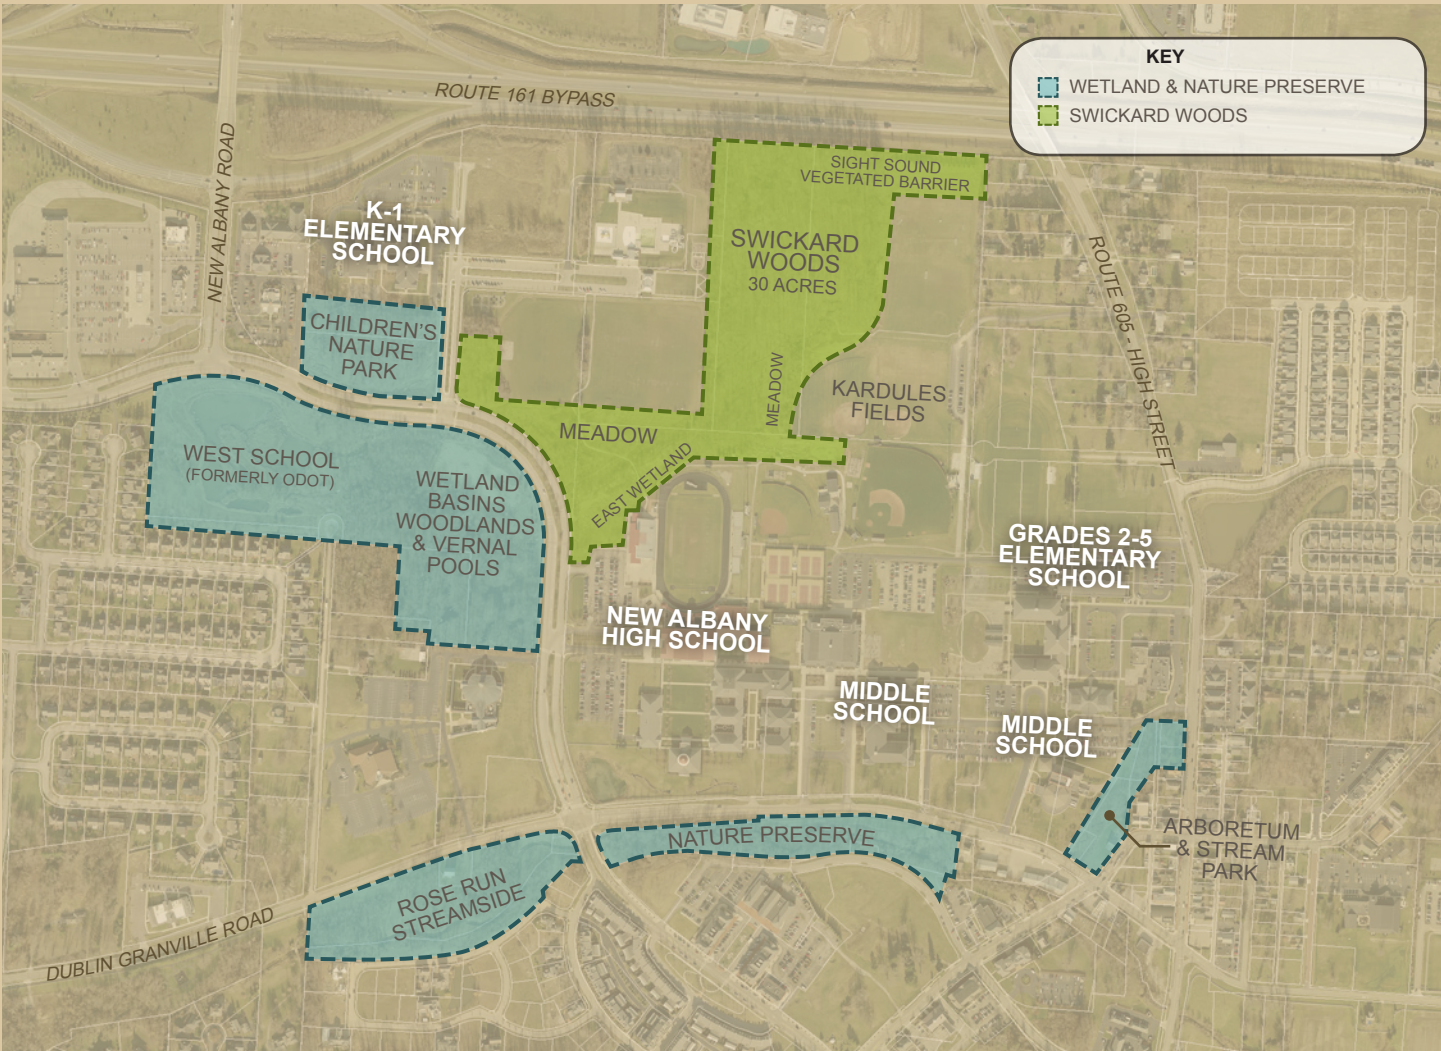 KEY
WETLAND & NATURE PRESERVE
SWICKARD WOODS
ROUTE 161 BYPASS
NEW ALBANY ROAD
SIGHT SOUND
VEGETATED BARRIER
K-1
ELEMENTARY
SCHOOL
SWICKARD
WOODS
30 ACRES
ROUTE 605 - HIGH STREET
CHILDREN'S
NATURE
PARK
MEADOW
KARDULES
FIELDS
MEADOW
WEST SCHOOL
(FORMERLY ODOT)
WETLAND
BASINS
WOODLANDS
& VERNAL
POOLS
EAST WETLAND
GRADES 2-5
ELEMENTARY
SCHOOL
NEW ALBANY
HIGH SCHOOL
MIDDLE
SCHOOL
MIDDLE
SCHOOL
NATURE PRESERVE
ARBORETUM
& STREAM
PARK
ROSE RUN
STREAMSIDE
DUBLIN GRANVILLE ROAD